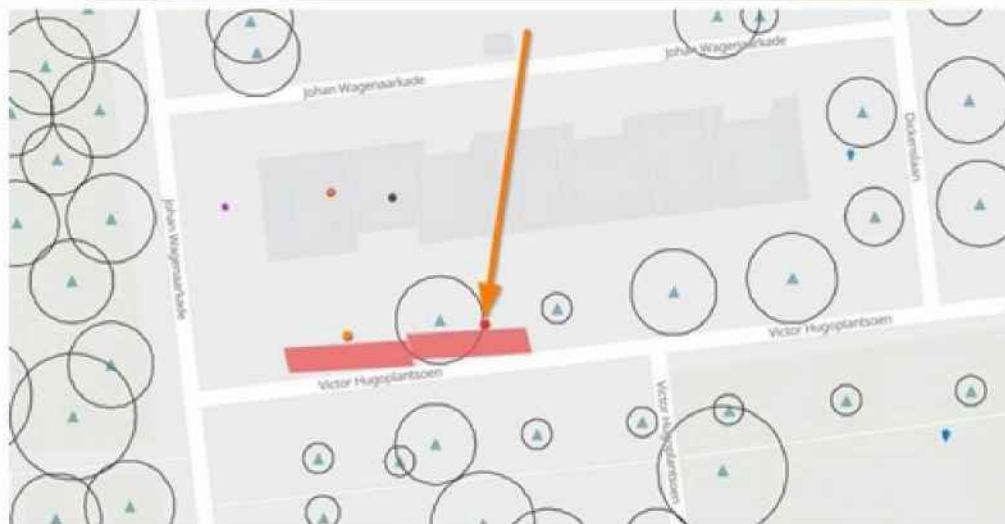 Johan Wagenaarkade
Johan Wagenaarkade
Dickenslaan
Johan Wagenaarkade
Victor Hugoplantsoen
Victor Hugoplantsoen
Victor Hugoplantsoen